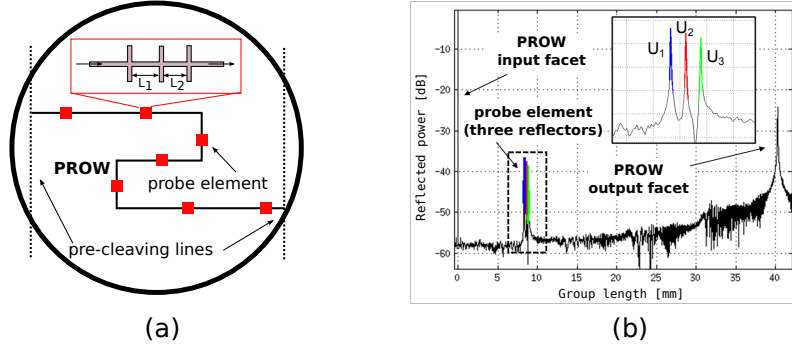 L1 L2
PROW
probe element
pre-cleaving lines
(a)
Reflected power [dB]
-10
-20
-30
-40
-50
-60
0 5 10 15 20 25 30 35 40
Group length [mm]
PROW
input facet
probe element
(three reflectors)
U1 U2 U3
PROW
output facet
(b)